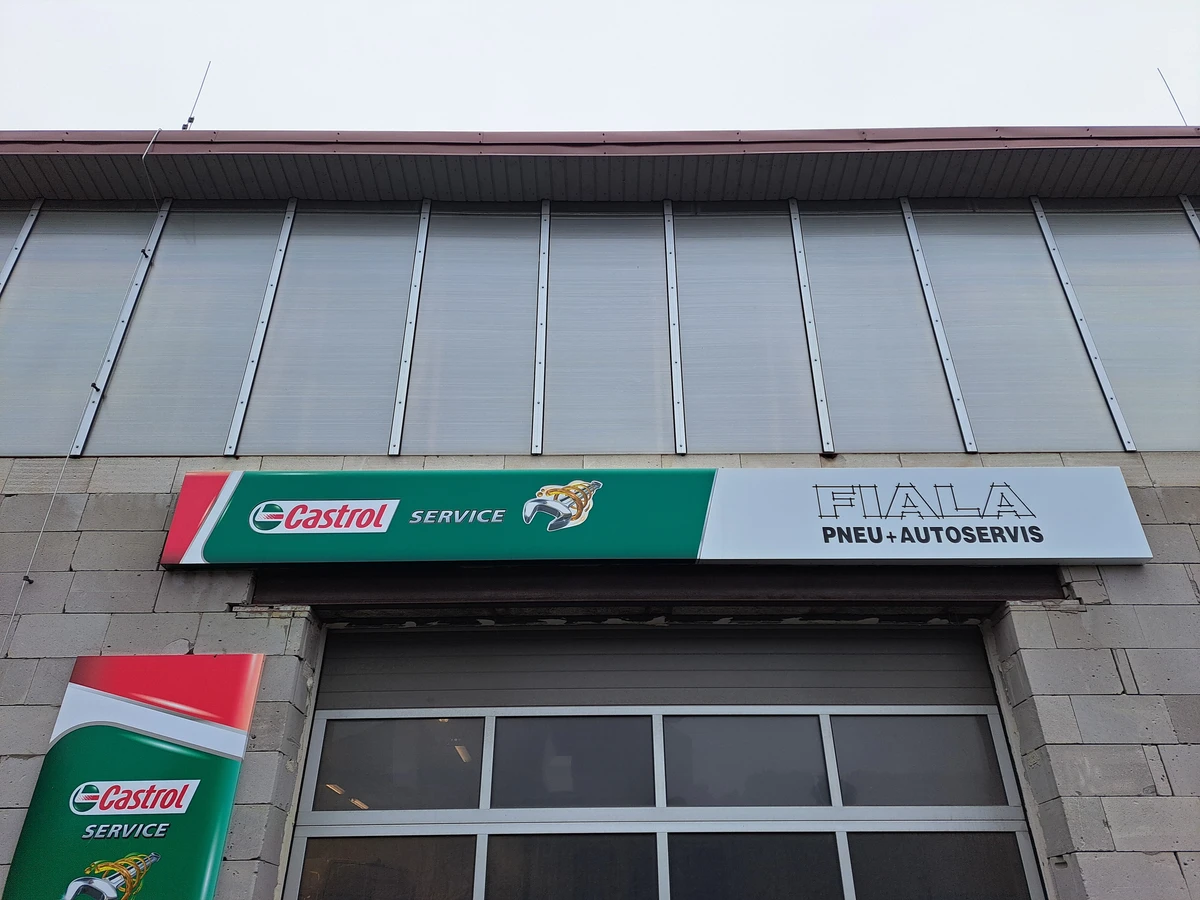 Castrol SERVICE
FIALA
PNEU+AUTOSERVIS
Castrol
SERVICE